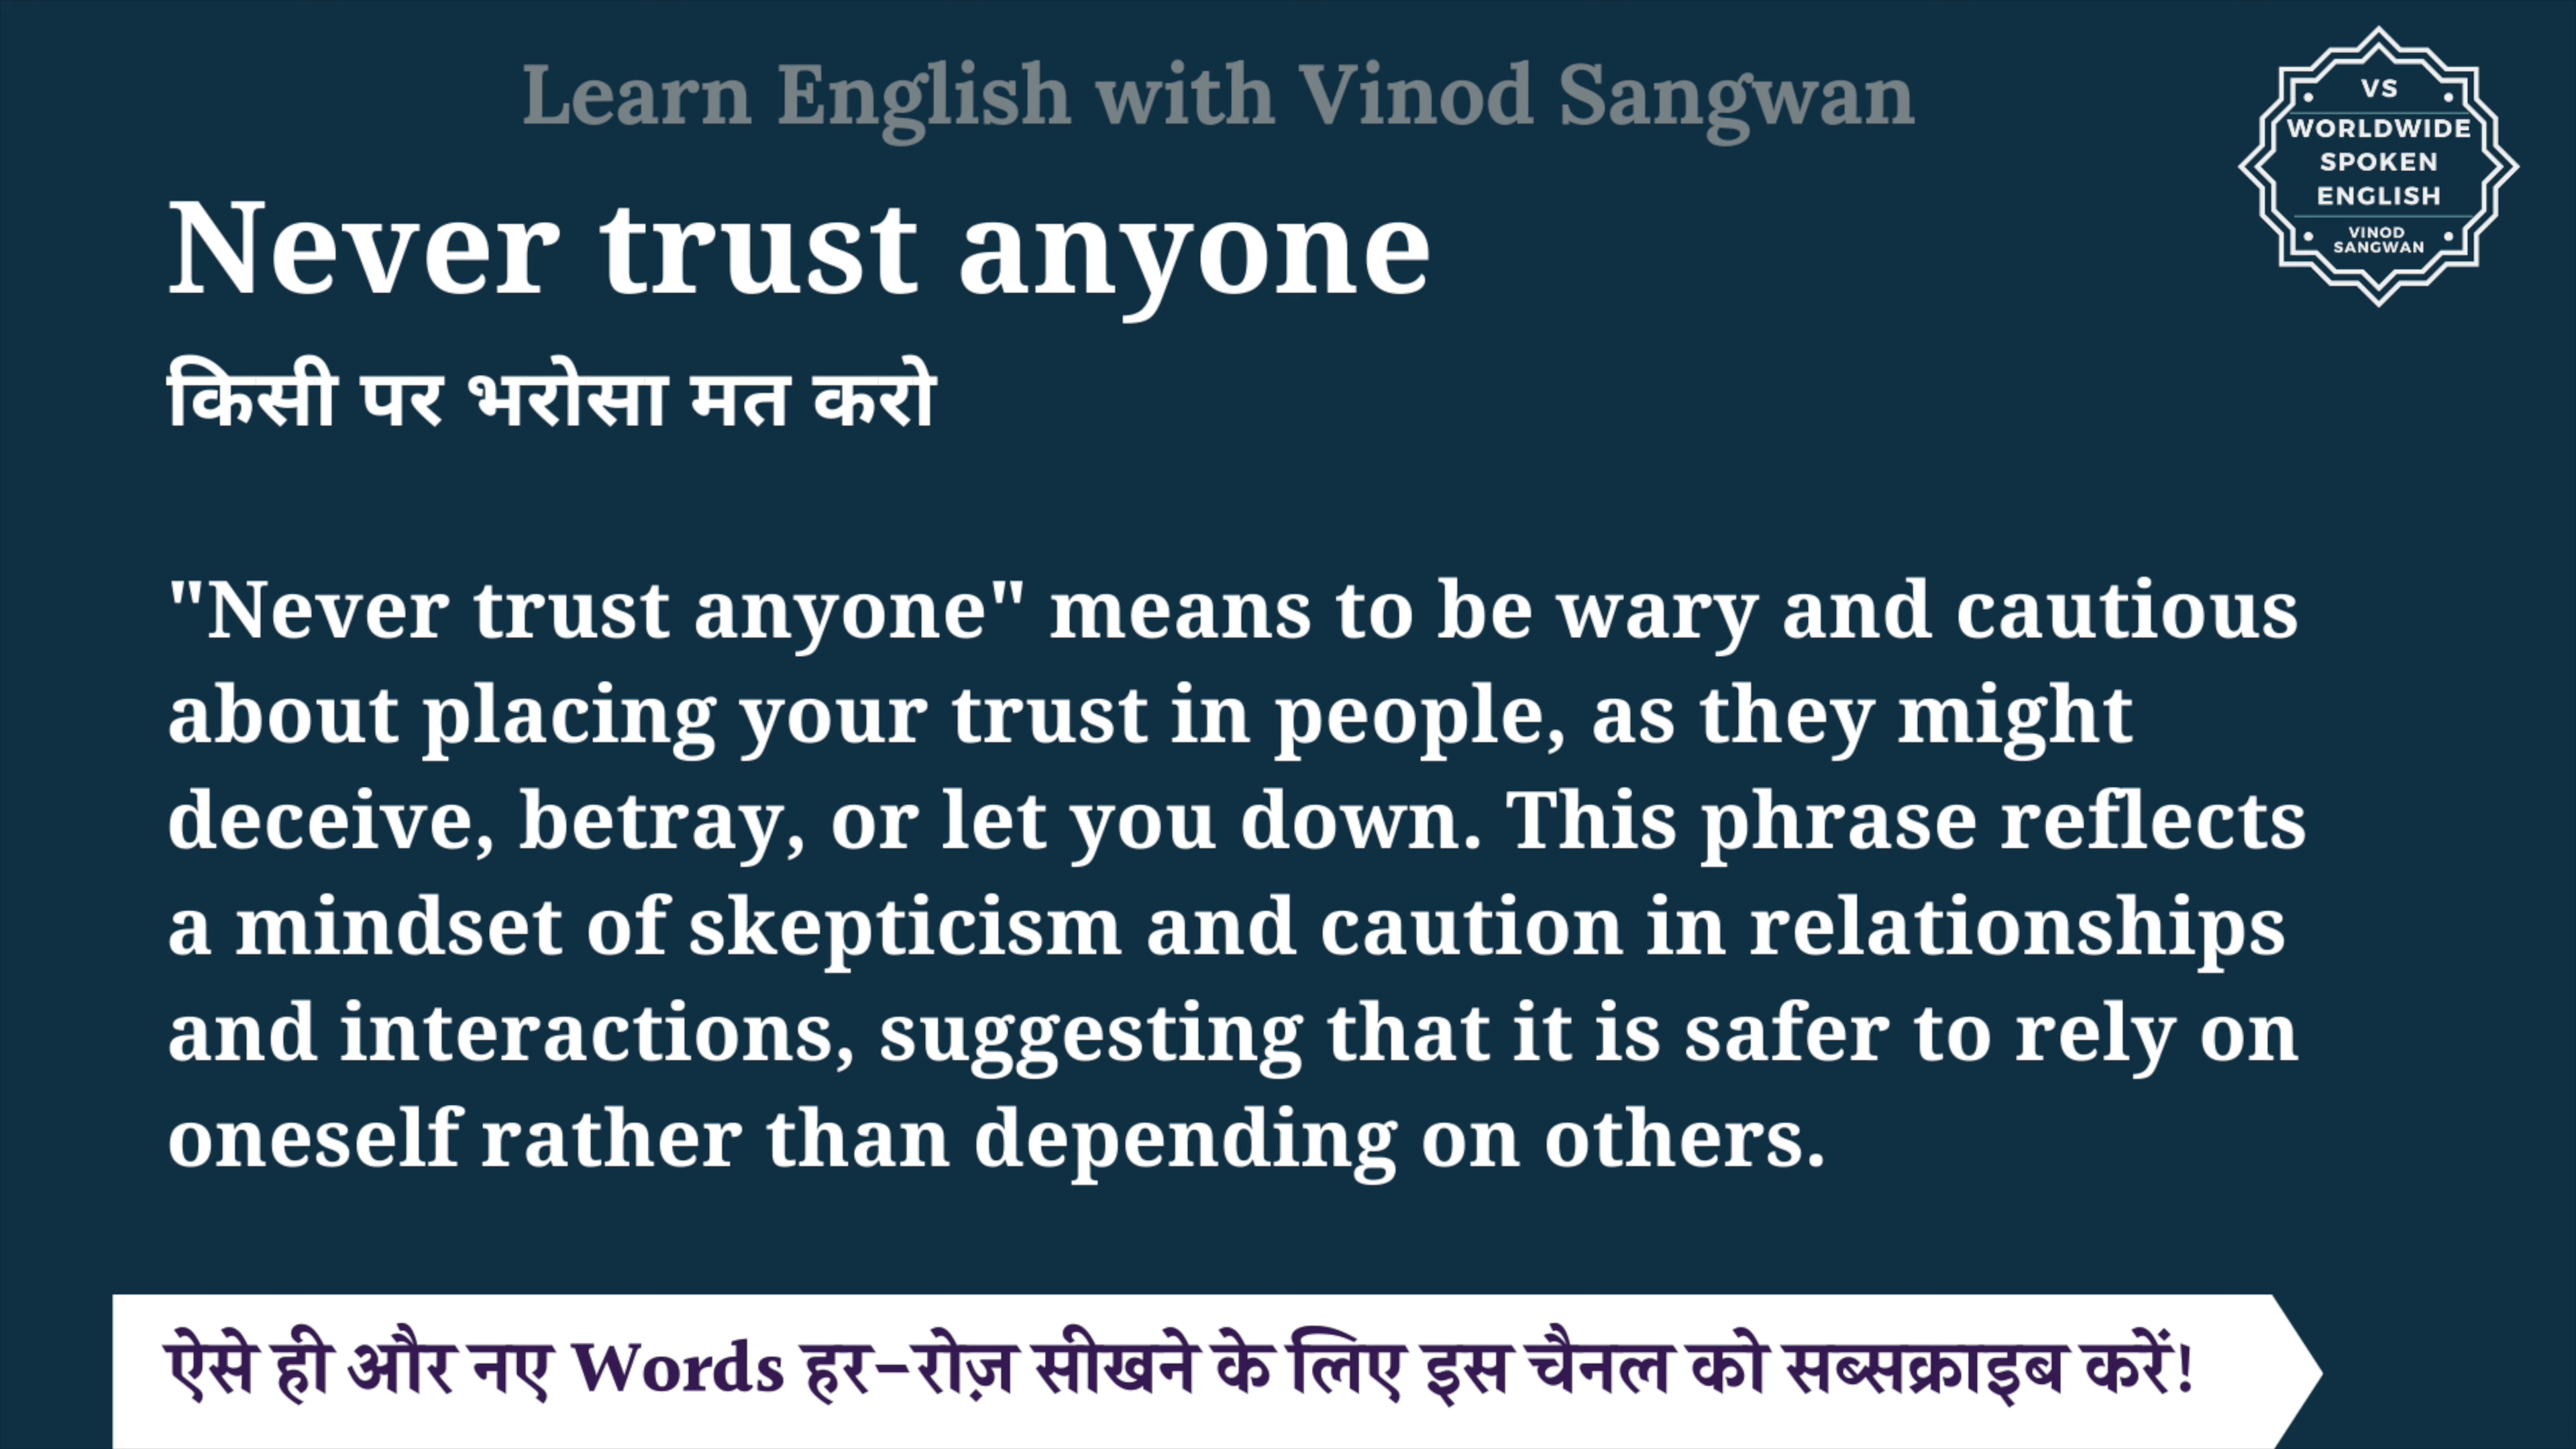 Learn English with Vinod Sangwan
VS
WORLDWIDE
SPOKEN
ENGLISH
VINOD
SANGWAN
Never trust anyone
किसी पर भरोसा मत करो
"Never trust anyone" means to be wary and cautious
about placing your trust in people, as they might
deceive, betray, or let you down. This phrase reflects
a mindset of skepticism and caution in relationships
and interactions, suggesting that it is safer to rely on
oneself rather than depending on others.
ऐसे ही और नए Words हर-रोज़ सीखने के लिए इस चैनल को सब्सक्राइब करें!